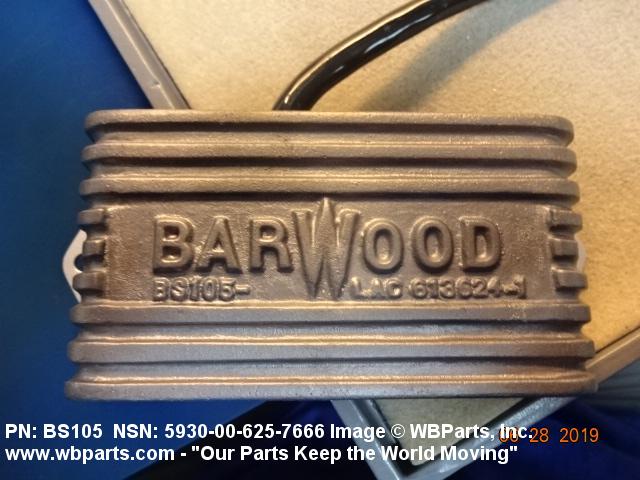 BARWOOD
BS105- LAC 613624-1
PN: BS105 NSN: 5930-00-625-7666 Image © WBParts, Inc.
28 2019
www.wbparts.com - "Our Parts Keep the World Moving"